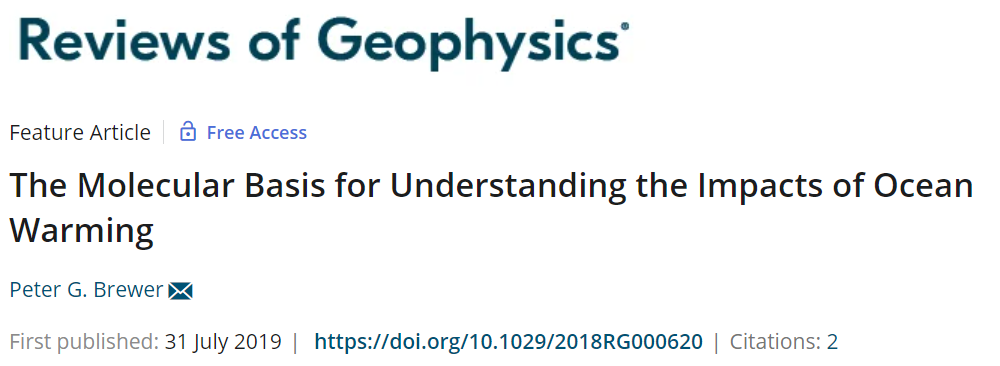 Reviews of Geophysics®
Feature Article | Free Access
The Molecular Basis for Understanding the Impacts of Ocean
Warming
Peter G. Brewer
First published: 31 July 2019 | https://doi.org/10.1029/2018RG000620 | Citations: 2